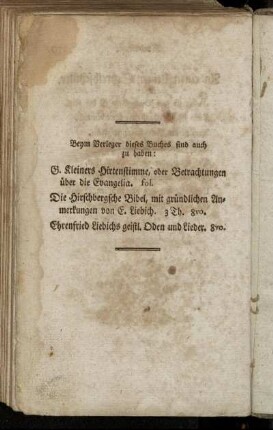 Beym Verleger dieses Buches sind auch
zu haben:
G. Kleiners Hirtenstimme, oder Betrachtungen
über die Evangelia. fol.
Die Hirschbergsche Bibel, mit gründlichen An-
merkungen von E. Liebich. 3 Th. 8vo.
Ehrenfried Liebichs geistl. Oden und Lieder. 8vo.